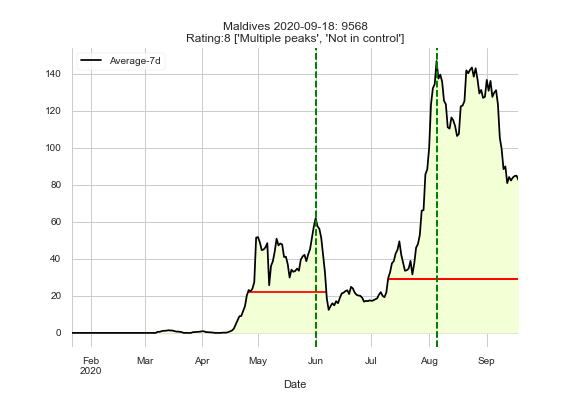 Maldives 2020-09-18: 9568
Rating:8 ['Multiple peaks', 'Not in control']
Average-7d
140
120
100
80
60
40
20
0
Feb
2020
Mar
Apr
May
Jun
Jul
Aug
Sep
Date